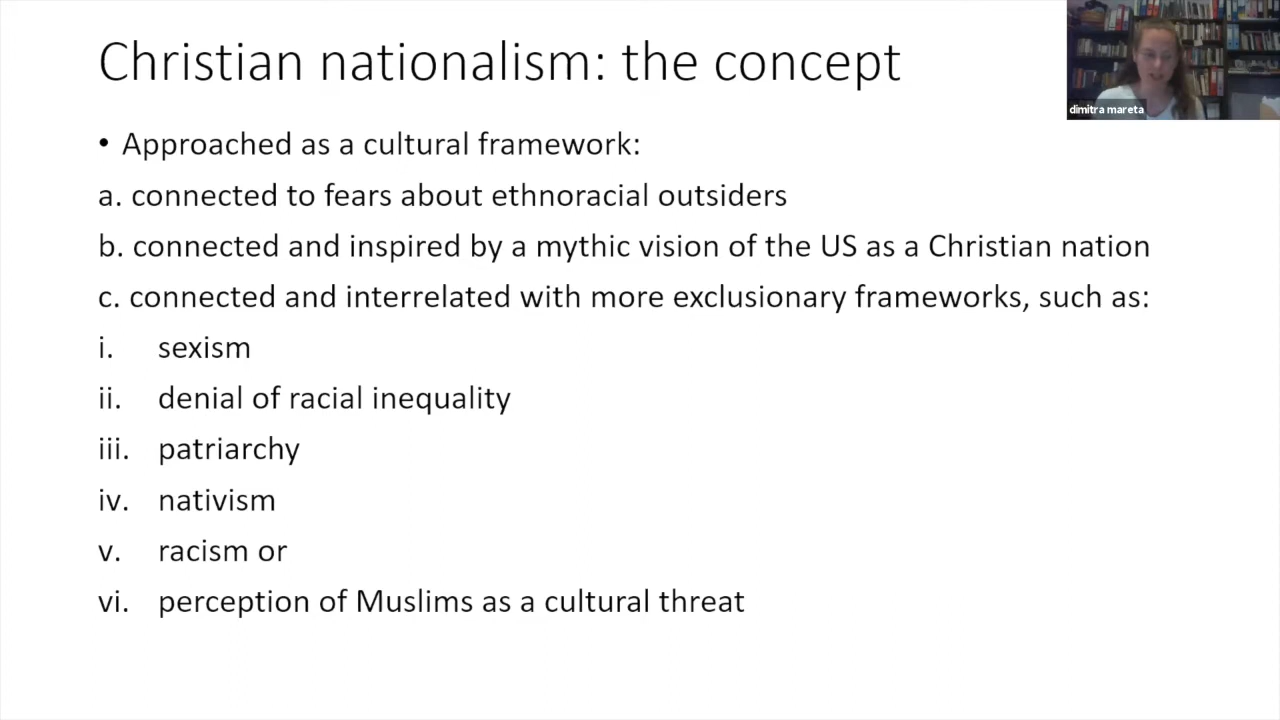 Christian nationalism: the concept
dimitra mareta
• Approached as a cultural framework:
a. connected to fears about ethnoracial outsiders
b. connected and inspired by a mythic vision of the US as a Christian nation
c. connected and interrelated with more exclusionary frameworks, such as:
i. sexism
ii. denial of racial inequality
iii. patriarchy
iv. nativism
v. racism or
vi. perception of Muslims as a cultural threat